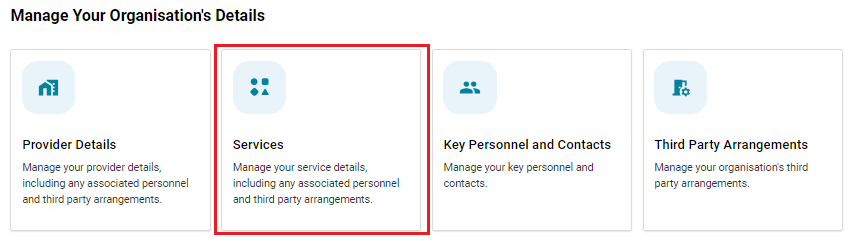 Manage Your Organisation's Details
Provider Details
Manage your provider details,
including any associated personnel
and third party arrangements.
Services
Manage your service details,
including any associated personnel
and third party arrangements.
Key Personnel and Contacts
Manage your key personnel and
contacts.
Third Party Arrangements
Manage your organisation's third
party arrangements.